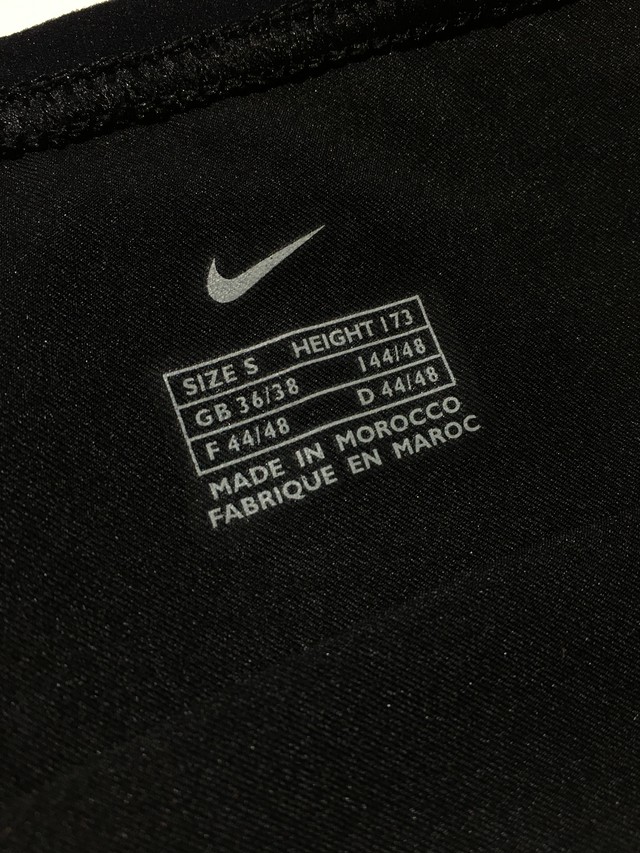 SIZE S HEIGHT 173
GB 36/38 I 44/48
F 44/48 D 44/48
MADE IN MOROCCO
FABRIQUE EN MAROC